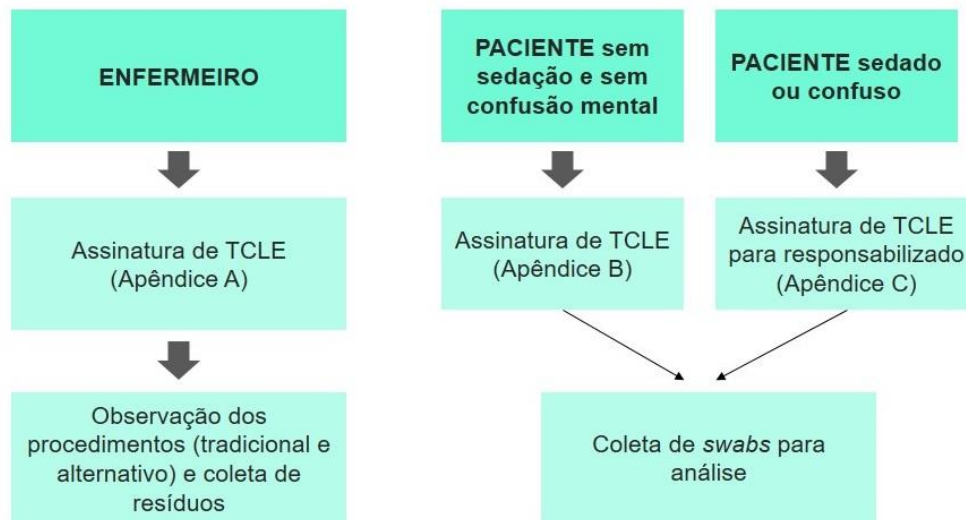 ENFERMEIRO
PACIENTE sem
sedação e sem
confusão mental
PACIENTE sedado
ou confuso
Assinatura de TCLE
(Apêndice A)
Assinatura de TCLE
(Apêndice B)
Assinatura de TCLE
para responsabilizado
(Apêndice C)
Observação dos
procedimentos (tradicional e
alternativo) e coleta de
resíduos
Coleta de swabs para
análise